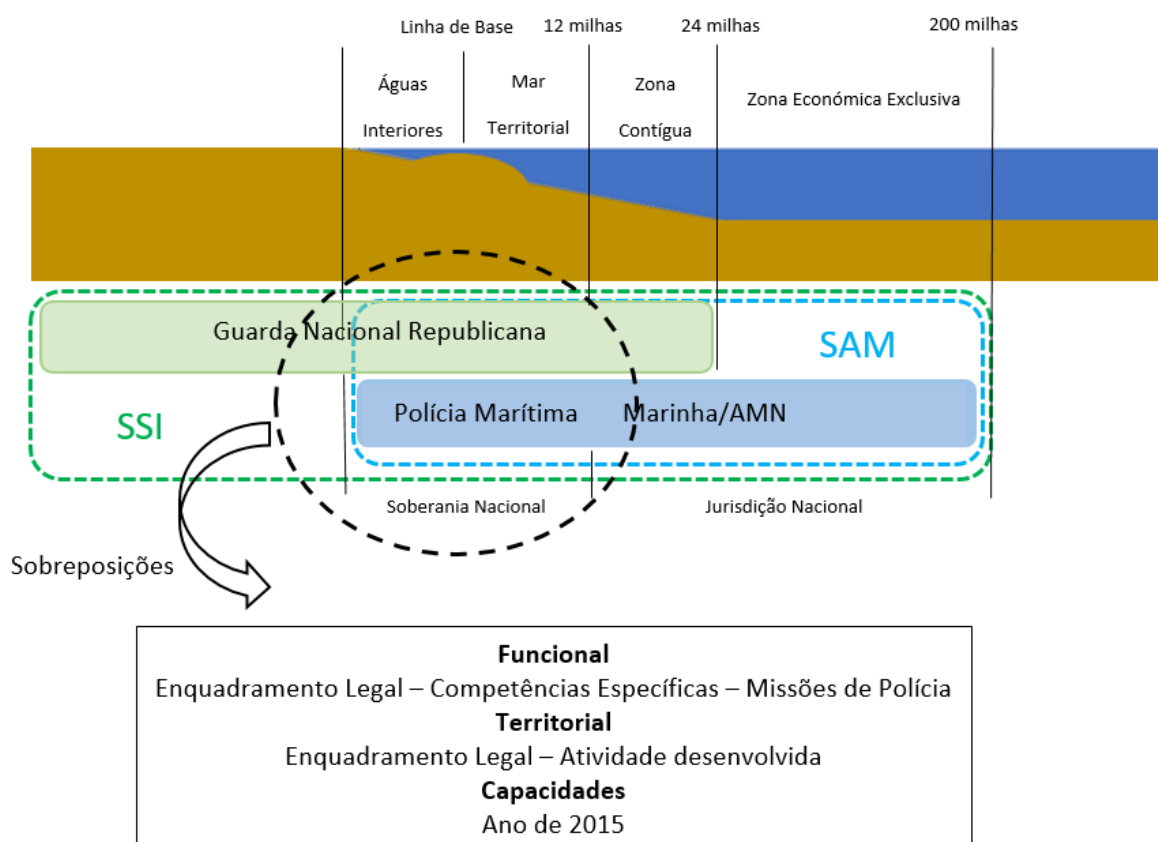 Linha de Base
12 milhas
24 milhas
200 milhas
Águas
Interiores
Mar
Territorial
Zona
Contígua
Zona Económica Exclusiva
Guarda Nacional Republicana
SAM
SSI
Polícia Marítima
Marinha/AMN
Soberania Nacional
Jurisdição Nacional
Sobreposições
Funcional
Enquadramento Legal – Competências Específicas – Missões de Polícia
Territorial
Enquadramento Legal – Atividade desenvolvida
Capacidades
Ano de 2015